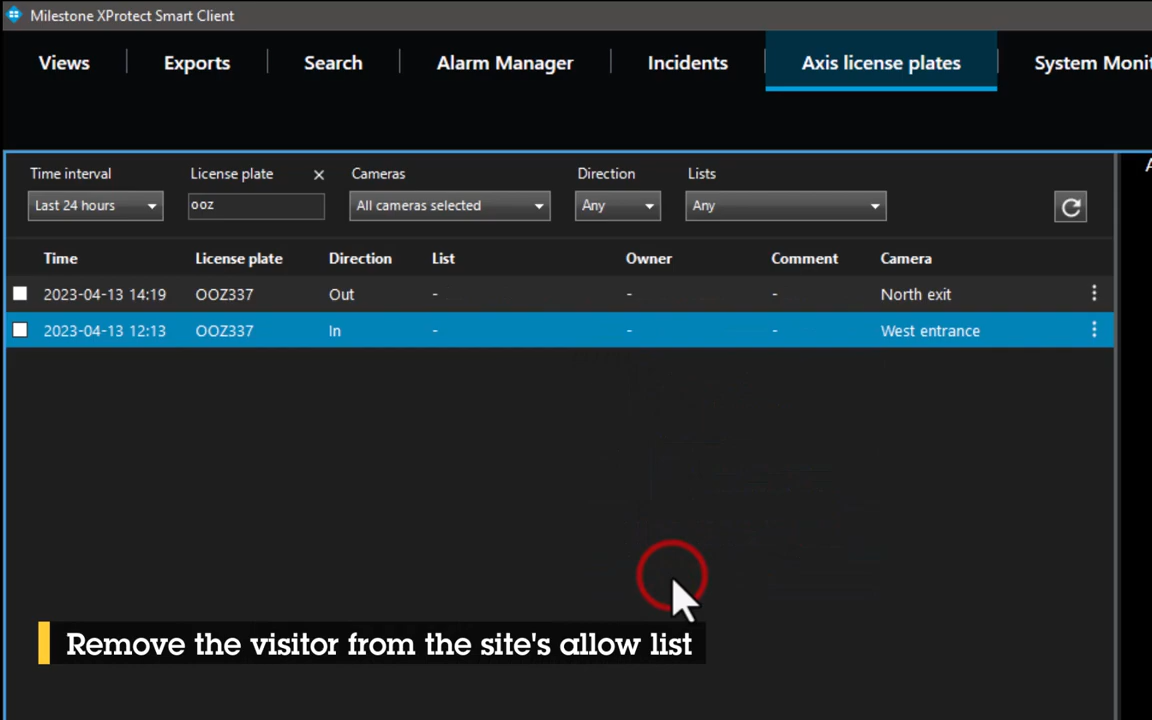 Milestone XProtect Smart Client
Views Exports Search Alarm Manager Incidents Axis license plates System Monit
Time interval License plate × Cameras Direction Lists
Last 24 hours ooz All cameras selected Any Any
Time License plate Direction List Owner Comment Camera
2023-04-13 14:19 OOZ337 Out - - - North exit
2023-04-13 12:13 OOZ337 In - - - West entrance
Remove the visitor from the site's allow list